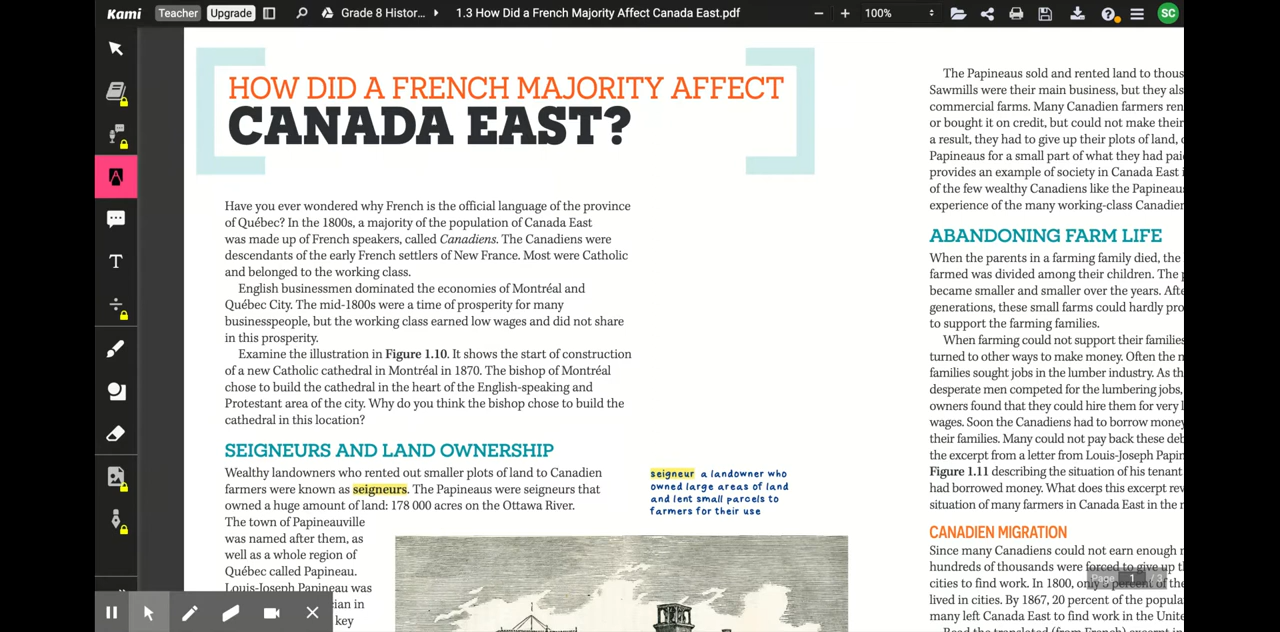 Kami Teacher Upgrade Grade 8 Histor... 1.3 How Did a French Majority Affect Canada East.pdf 100% SC
HOW DID A FRENCH MAJORITY AFFECT
CANADA EAST?
Have you ever wondered why French is the official language of the province
of Québec? In the 1800s, a majority of the population of Canada East
was made up of French speakers, called Canadiens. The Canadiens were
descendants of the early French settlers of New France. Most were Catholic
and belonged to the working class.
English businessmen dominated the economies of Montréal and
Québec City. The mid-1800s were a time of prosperity for many
businesspeople, but the working class earned low wages and did not share
in this prosperity.
Examine the illustration in Figure 1.10. It shows the start of construction
of a new Catholic cathedral in Montréal in 1870. The bishop of Montréal
chose to build the cathedral in the heart of the English-speaking and
Protestant area of the city. Why do you think the bishop chose to build the
cathedral in this location?
SEIGNEURS AND LAND OWNERSHIP
Wealthy landowners who rented out smaller plots of land to Canadien
farmers were known as seigneurs. The Papineaus were seigneurs that
owned a huge amount of land: 178 000 acres on the Ottawa River.
The town of Papineauville
was named after them, as
well as a whole region of
Québec called Papineau.
Louis-Joseph Papineau was
cian in
key
seigneur a landowner who
owned large areas of land
and lent small parcels to
farmers for their use
The Papineaus sold and rented land to thous
Sawmills were their main business, but they als
commercial farms. Many Canadien farmers ren
or bought it on credit, but could not make their
a result, they had to give up their plots of land,
Papineaus for a small part of what they had paid
provides an example of society in Canada East i
of the few wealthy Canadiens like the Papineau
experience of the many working-class Canadien
ABANDONING FARM LIFE
When the parents in a farming family died, the
farmed was divided among their children. The
became smaller and smaller over the years. Afte
generations, these small farms could hardly pro
to support the farming families.
When farming could not support their families
turned to other ways to make money. Often the
families sought jobs in the lumber industry. As th
desperate men competed for the lumbering jobs,
owners found that they could hire them for very
wages. Soon the Canadiens had to borrow money
their families. Many could not pay back these deb
the excerpt from a letter from Louis-Joseph Papin
Figure 1.11 describing the situation of his tenant
had borrowed money. What does this excerpt rev
situation of many farmers in Canada East in the
CANADIEN MIGRATION
Since many Canadiens could not earn enough
hundreds of thousands were forced to give up
cities to find work. In 1800, only 5 percent of the
lived in cities. By 1867, 20 percent of the popula
many left Canada East to find work in the Unite
Read the translated (from French) excerpt in
Page 1 / 3